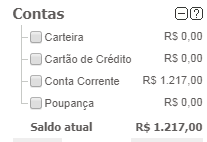 Contas
Carteira R$ 0,00
Cartão de Crédito R$ 0,00
Conta Corrente R$ 1.217,00
Poupança R$ 0,00
Saldo atual R$ 1.217,00